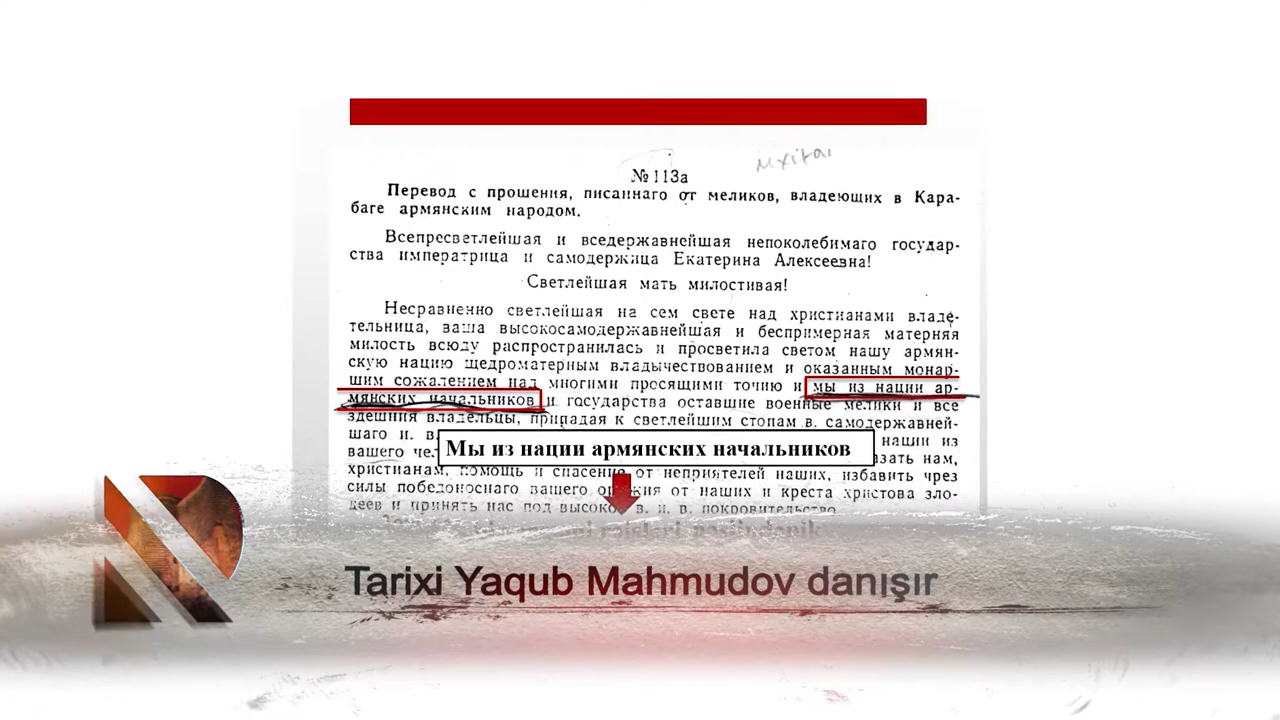 Mxitar
№ 113а
Перевод с прошения, писаннаго от меликов, владеющих в Кара-
баге армянским народом.
Всепресветлейшая и вседержавнейшая непоколебимаго государ-
ства императрица и самодержица Екатерина Алексеевна!
Светлейшая мать милостивая!
Несравненно светлейшая на сем свете над христианами владе-
тельница, ваша высокосамодержавнейшая и беспримерная матерняя
милость всюду распространилась и просветила светом нашу армян-
скую нацию щедроматерным владычествованием и оказанным монар-
шим сожалением над многими просящими точию и мы из нации ар-
мянских начальников и государства оставшие военные мелики и все
здешния владельцы, припадая к светлейшим стопам в. самодержавней-
шаго и. в. нации из
вашего че азать нам,
Мы из нации армянских начальников
христианам, помощь и спасение от неприятелей наших, избавить чрез
силы победоноснаго вашего оружия от наших и креста христова зло-
деев и принять нас под высоко в. и. в. покровительство
Tarixi Yaqub Mahmudov danışır